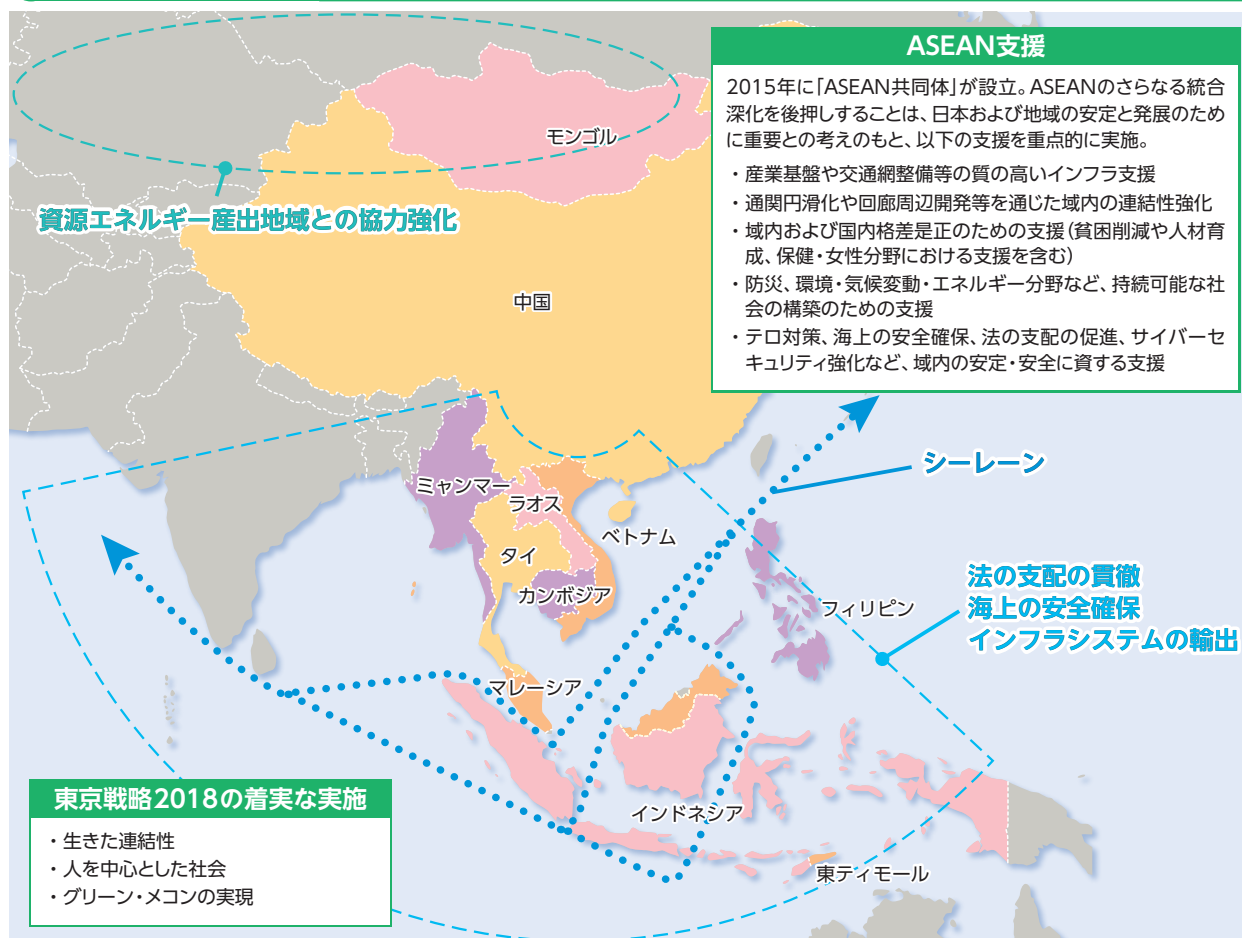 ASEAN支援
2015年に「ASEAN共同体」が設立。ASEANのさらなる統合
深化を後押しすることは、日本および地域の安定と発展のため
に重要との考えのもと、以下の支援を重点的に実施。
・産業基盤や交通網整備等の質の高いインフラ支援
・通関円滑化や回廊周辺開発等を通じた域内の連結性強化
・域内および国内格差是正のための支援（貧困削減や人材育
成、保健・女性分野における支援を含む）
・防災、環境・気候変動・エネルギー分野など、持続可能な社
会の構築のための支援
・テロ対策、海上の安全確保、法の支配の促進、サイバーセ
キュリティ強化など、域内の安定・安全に資する支援
モンゴル
資源エネルギー産出地域との協力強化
中国
シーレーン
ミャンマー
ラオス
ベトナム
タイ
カンボジア
フィリピン
法の支配の貫徹
海上の安全確保
インフラシステムの輸出
マレーシア
インドネシア
東ティモール
東京戦略2018の着実な実施
・生きた連結性
・人を中心とした社会
・グリーン・メコンの実現